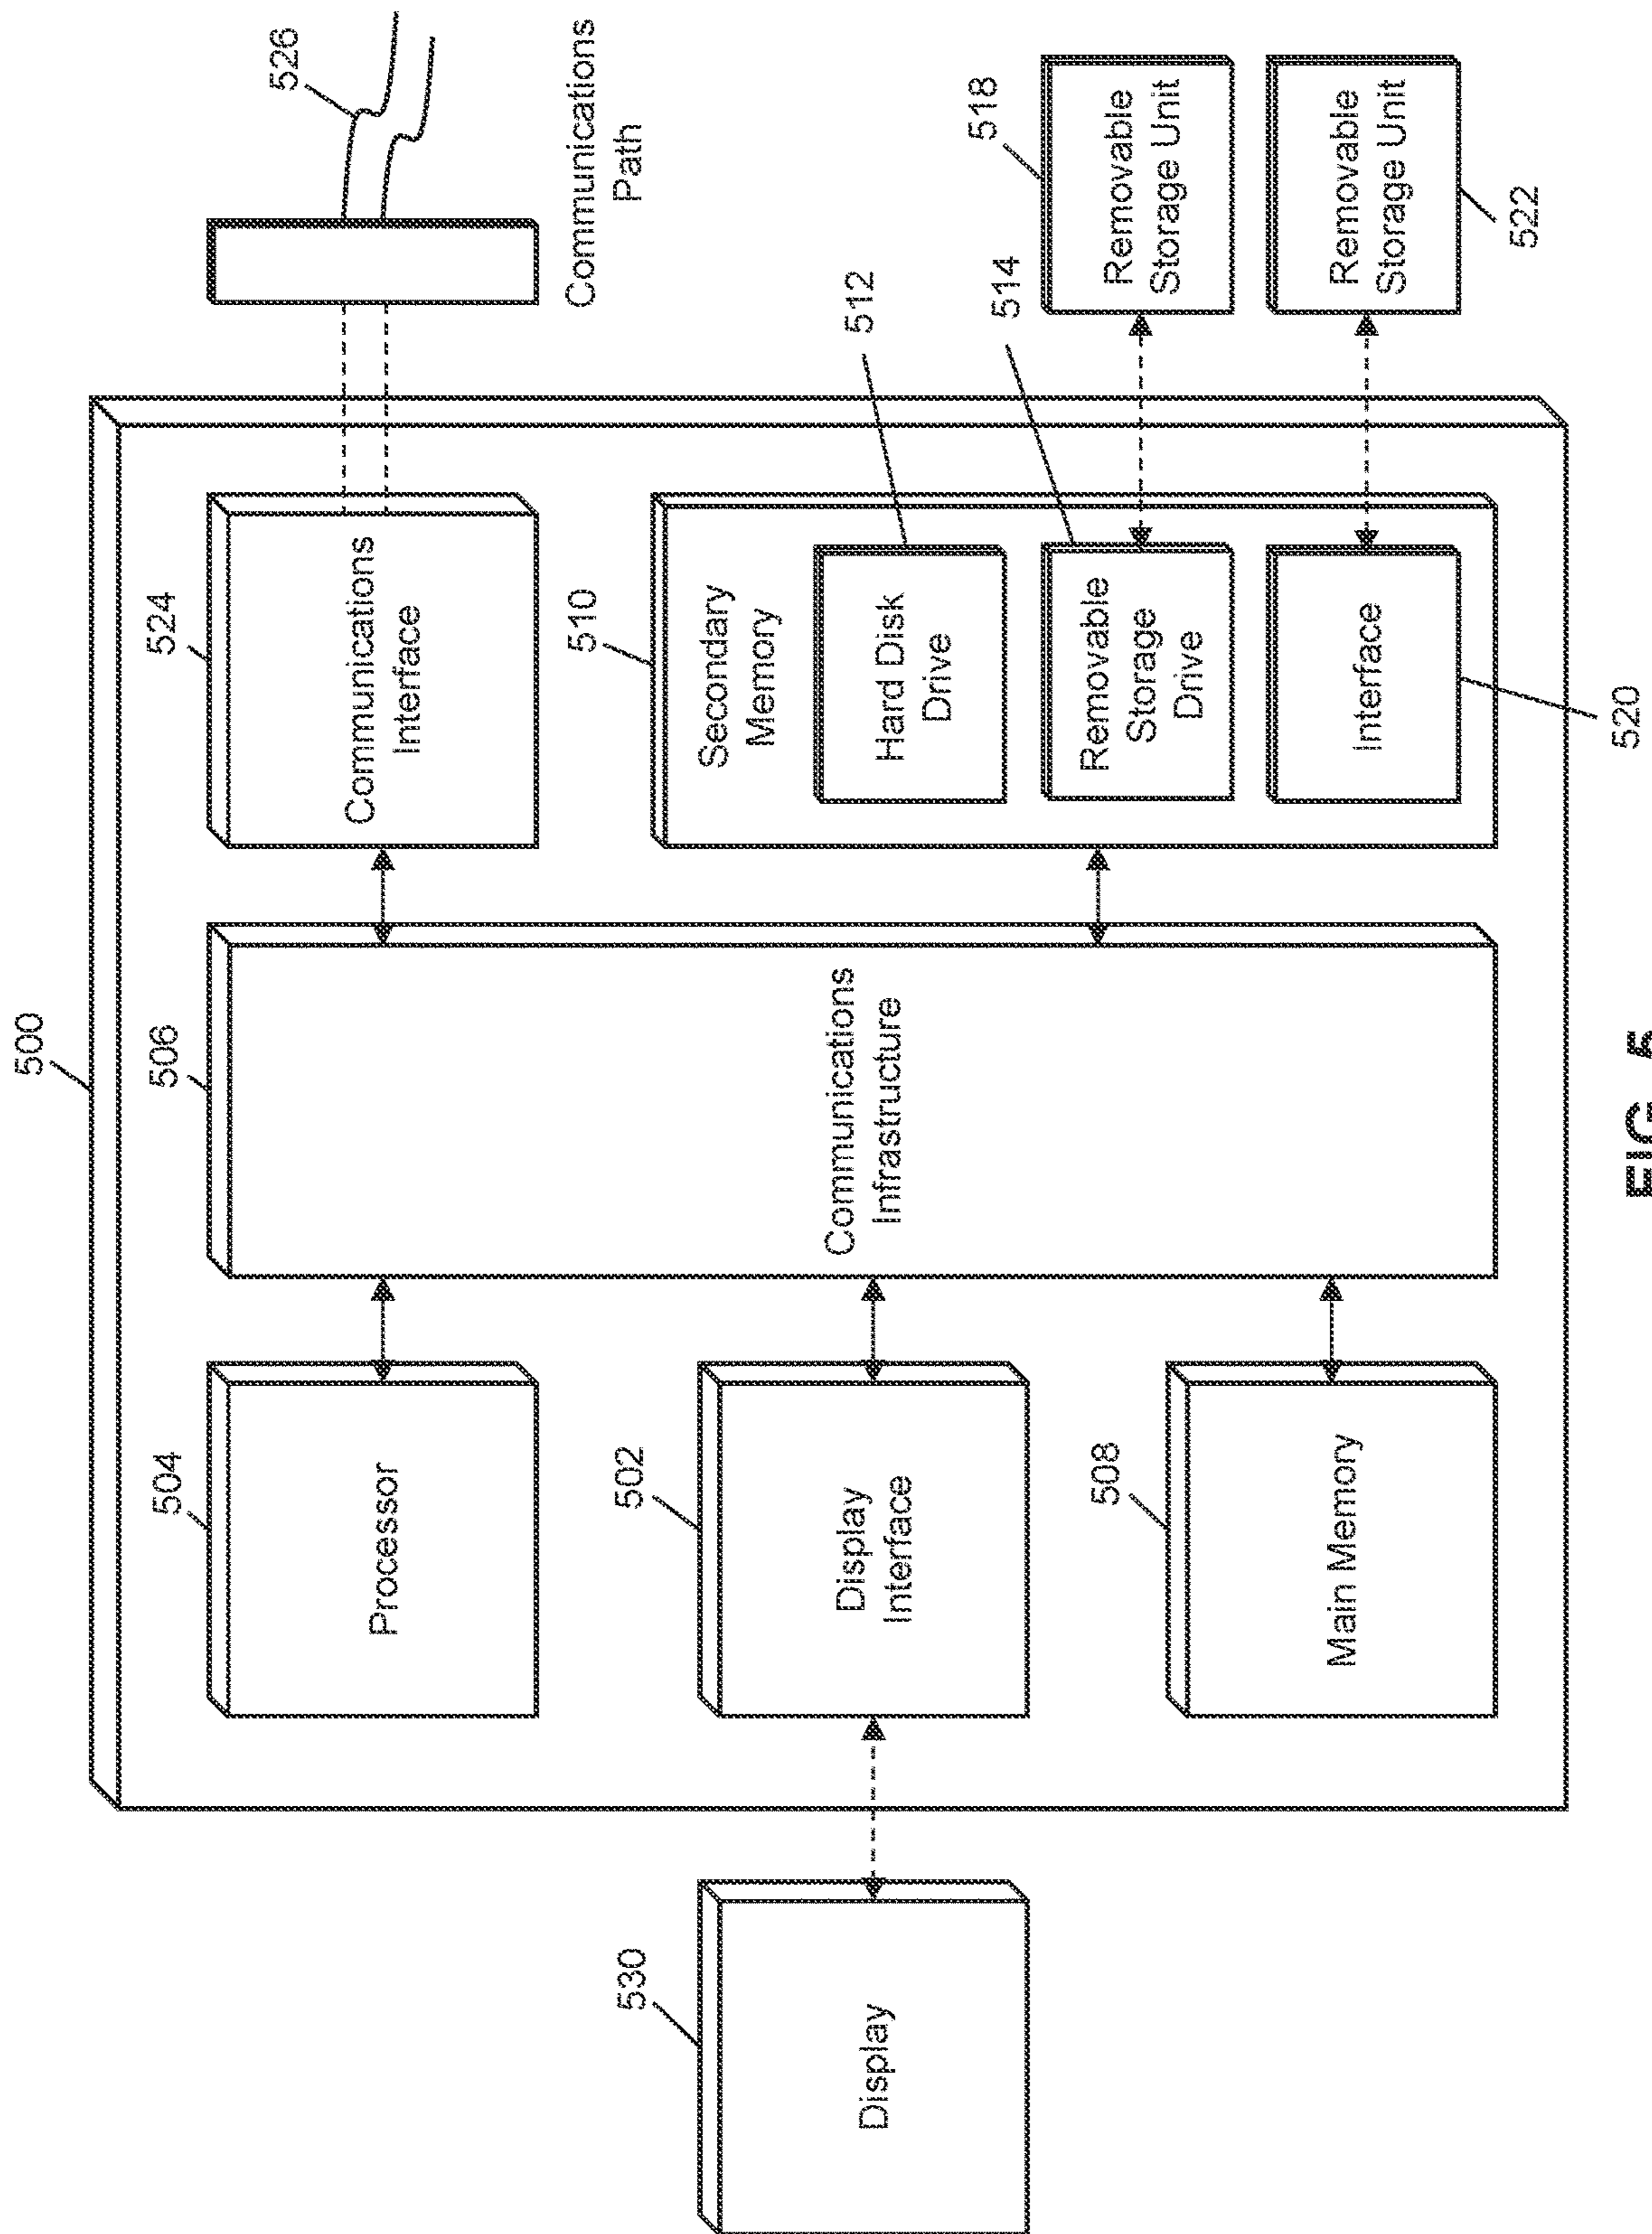 500
530
Display
504
Processor
502
Display
Interface
508
Main Memory
506
Communications
Infrastructure
524
Communications
Interface
510
Secondary
Memory
512
Hard Disk
Drive
514
Removable
Storage
Drive
Interface
520
526
Communications
Path
518
Removable
Storage Unit
Removable
Storage Unit
522
FIG. 5